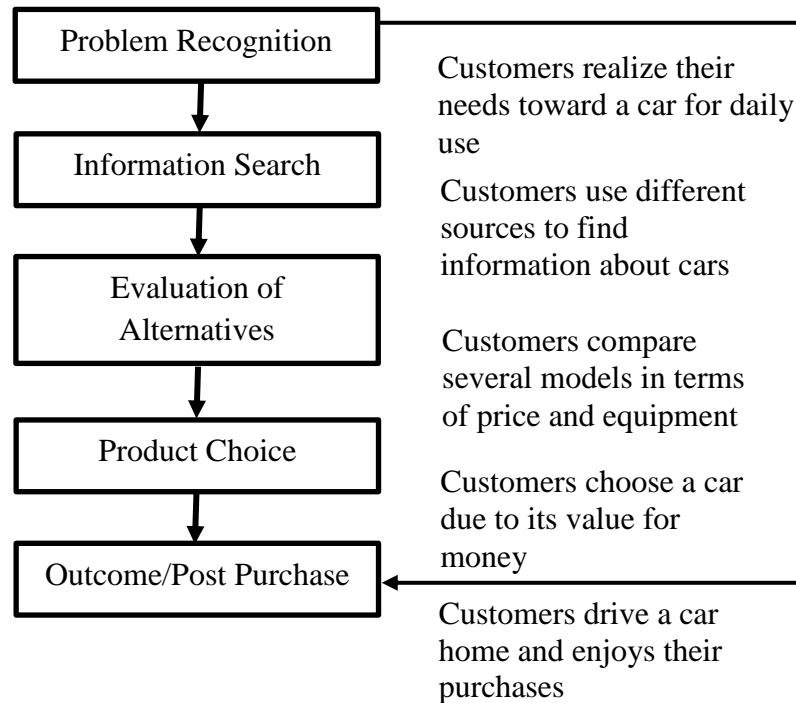 Problem Recognition
Customers realize their
needs toward a car for daily
use
Information Search
Customers use different
sources to find
information about cars
Evaluation of
Alternatives
Customers compare
several models in terms
of price and equipment
Product Choice
Customers choose a car
due to its value for
money
Outcome/Post Purchase
Customers drive a car
home and enjoys their
purchases